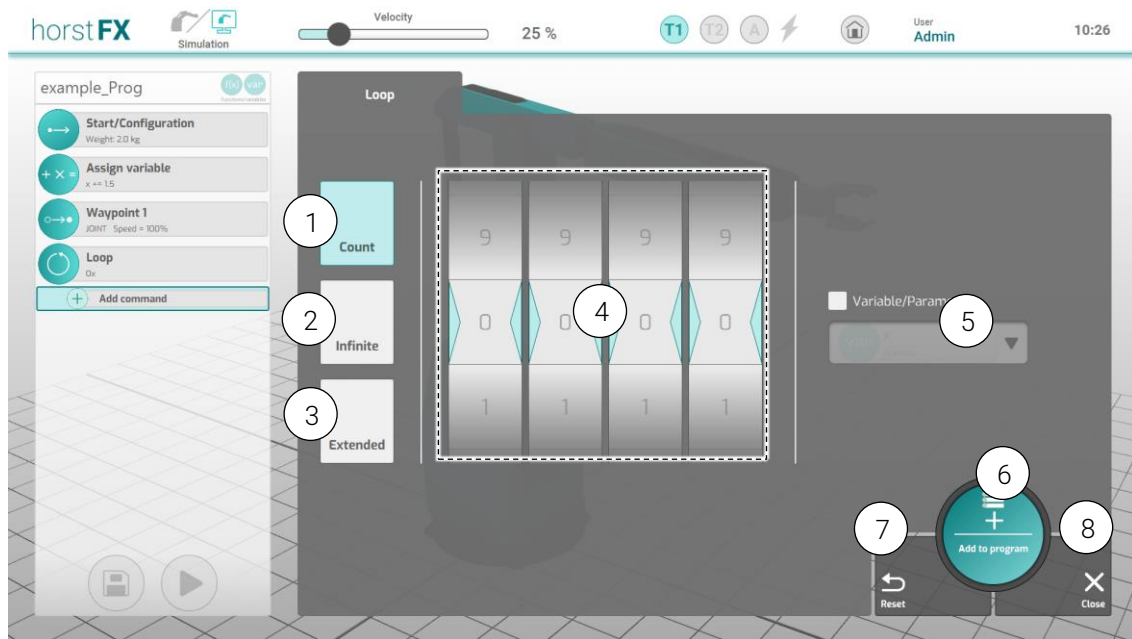 horstFX
Simulation
Velocity
25 %
T1
T2
A
User
Admin
10:26
example_Prog
f(x) var
Functions/variables
Start/Configuration
Weight: 2.0 kg
Assign variable
x += 1.5
Waypoint 1
JOINT Speed = 100%
Loop
0x
Add command
Loop
1
Count
2
Infinite
3
Extended
9 9 9 9
0 0 0 0
4
1 1 1 1
Variable/Param
5
6
Add to program
7
Reset
8
Close